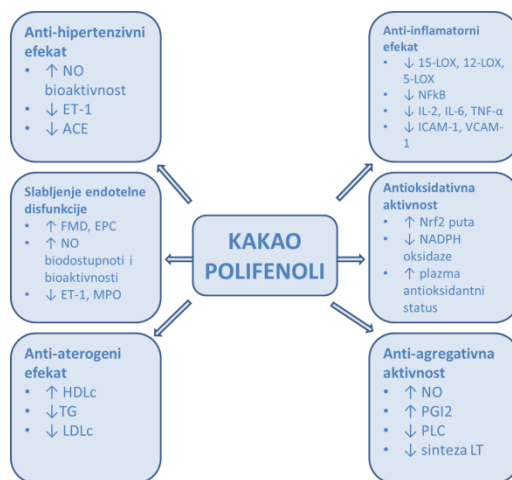 Anti-hipertenzivni
efekat
• ↑ NO
bioaktivnost
• ↓ ET-1
• ↓ ACE
Anti-inflamatorni
efekat
• ↓ 15-LOX, 12-LOX,
5-LOX
• ↓ NFkB
• ↓ IL-2, IL-6, TNF-α
• ↓ ICAM-1, VCAM-
1
Slabljenje endotelne
disfunkcije
• ↑ FMD, EPC
• ↑ NO
biodostupnoti i
bioaktivnosti
• ↓ ET-1, MPO
KAKAO
POLIFENOLI
Antioksidativna
aktivnost
• ↑ Nrf2 puta
• ↓ NADPH
oksidaze
• ↑ plazma
antioksidantni
status
Anti-aterogeni
efekat
• ↑ HDLc
• ↓TG
• ↓ LDLc
Anti-agregativna
aktivnost
• ↑ NO
• ↑ PGI2
• ↓ PLC
• ↓ sinteza LT